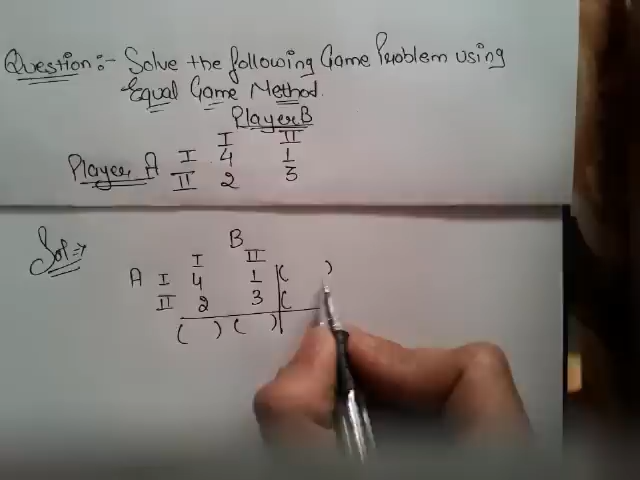 Question:- Solve the following Game Problem using
Equal Game Method.
Player B
I II
Player A I 4 1
II 2 3
Sol:→
B
I II
A I 4 1 ( )
II 2 3 (
( ) ( )